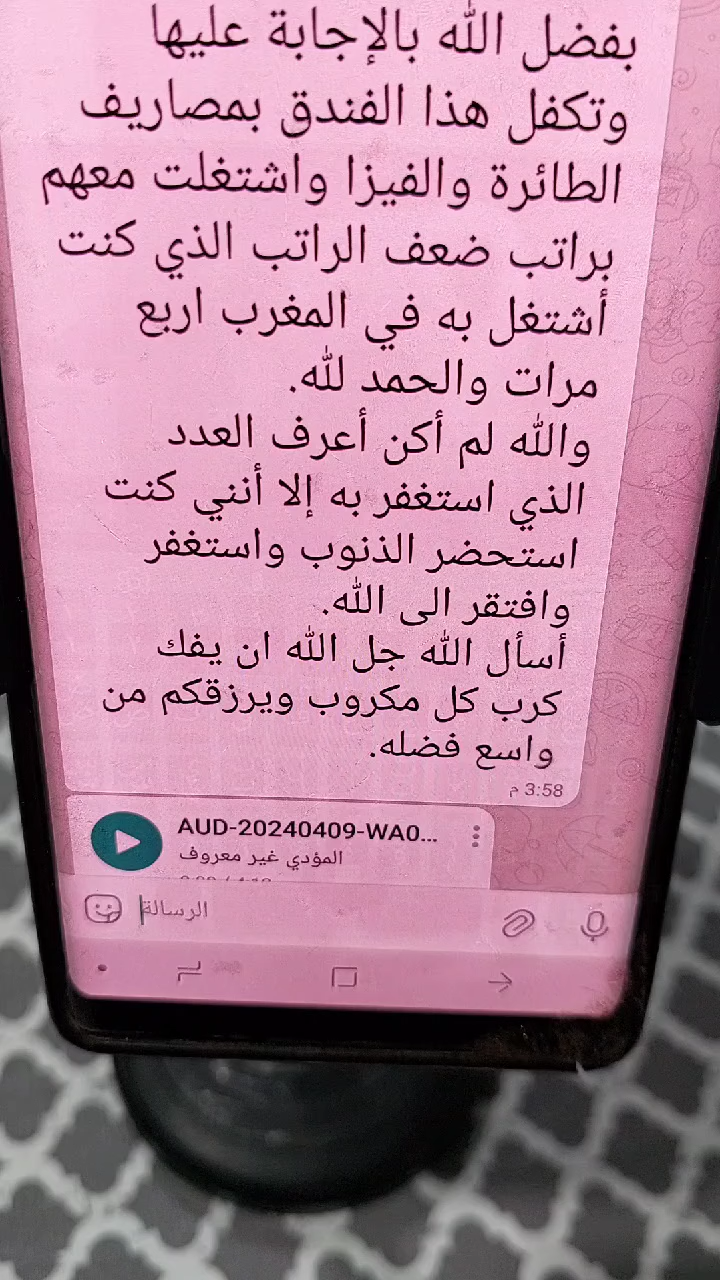 بفضل الله بالإجابة عليها
وتكفل هذا الفندق بمصاريف
الطائرة والفيزا واشتغلت معهم
براتب ضعف الراتب الذي كنت
أشتغل به في المغرب اربع
مرات والحمد لله.
والله لم أكن أعرف العدد
الذي استغفر به إلا أنني كنت
استحضر الذنوب واستغفر
وافتقر الى الله.
أسأل الله جل الله ان يفك
كرب كل مكروب ويرزقكم من
واسع فضله.
3:58 م
AUD-20240409-WA0...
المؤدي غير معروف
الرسالة